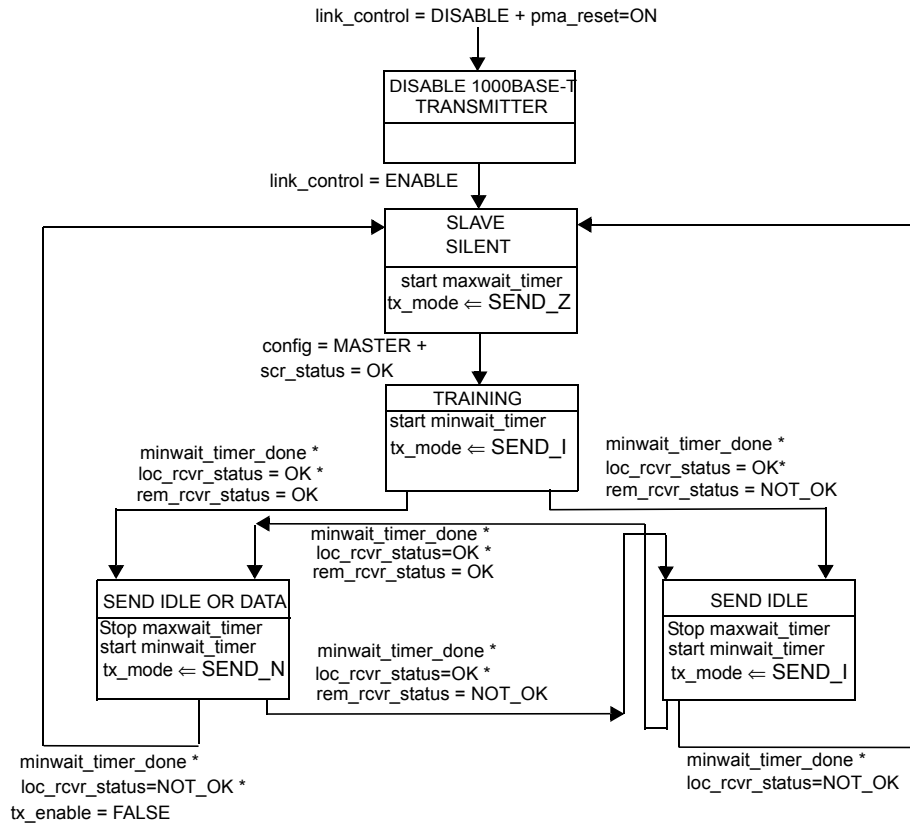 link_control = DISABLE + pma_reset=ON
DISABLE 1000BASE-T
TRANSMITTER
link_control = ENABLE
SLAVE
SILENT
start maxwait_timer
tx_mode ⇐ SEND_Z
config = MASTER +
scr_status = OK
TRAINING
start minwait_timer
tx_mode ⇐ SEND_I
minwait_timer_done *
loc_rcvr_status = OK *
rem_rcvr_status = OK
minwait_timer_done *
loc_rcvr_status = OK*
rem_rcvr_status = NOT_OK
minwait_timer_done *
loc_rcvr_status=OK *
rem_rcvr_status = OK
SEND IDLE OR DATA
Stop maxwait_timer
start minwait_timer
tx_mode ⇐ SEND_N
SEND IDLE
Stop maxwait_timer
start minwait_timer
tx_mode ⇐ SEND_I
minwait_timer_done *
loc_rcvr_status=OK *
rem_rcvr_status = NOT_OK
minwait_timer_done *
loc_rcvr_status=NOT_OK *
tx_enable = FALSE
minwait_timer_done *
loc_rcvr_status=NOT_OK